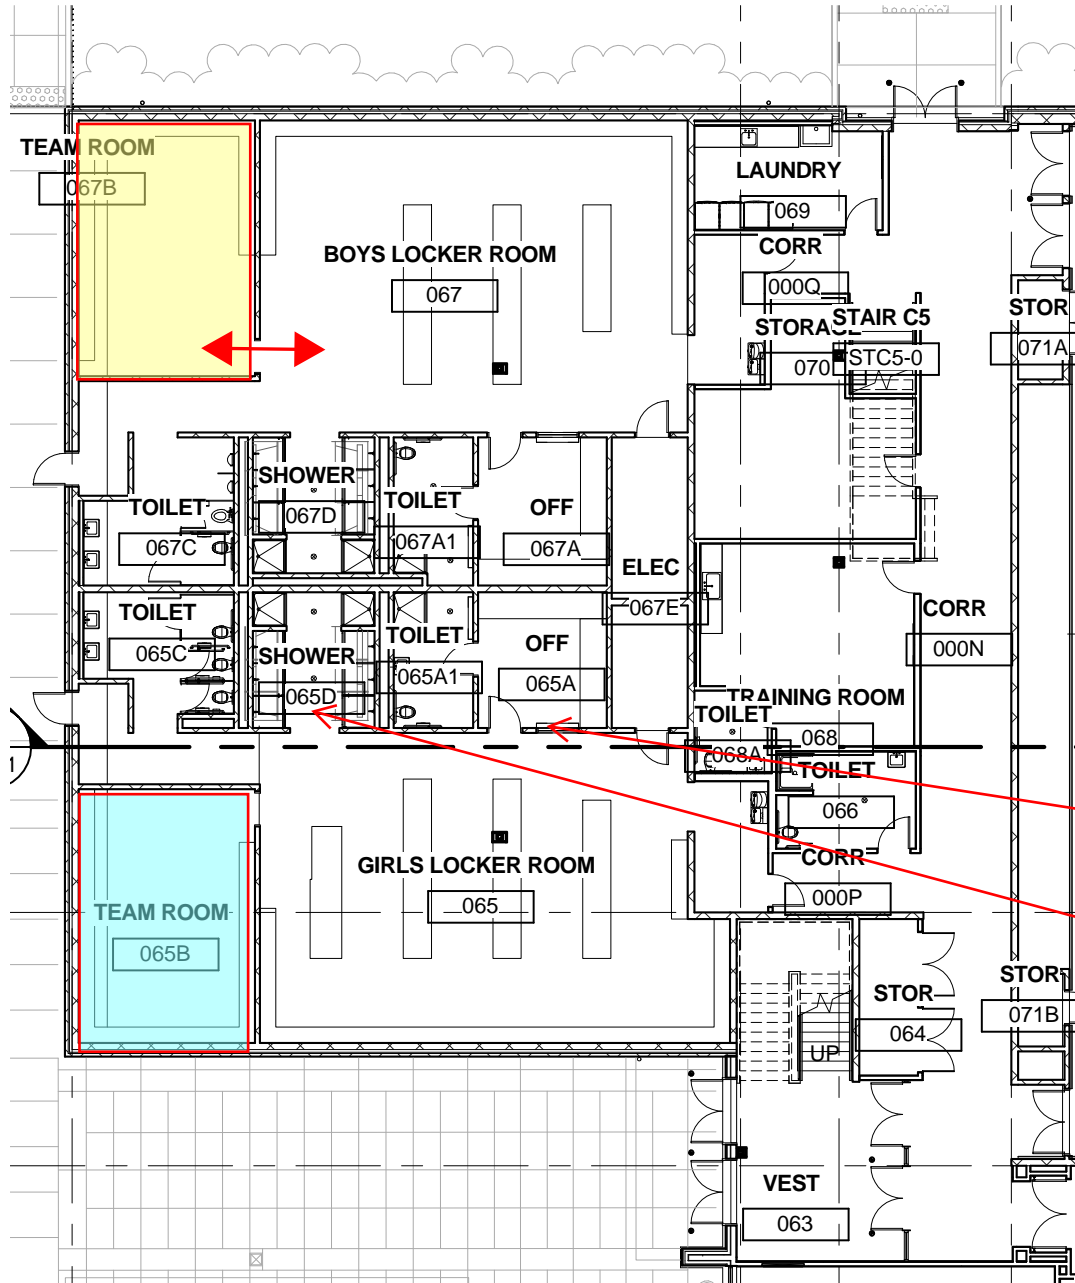 TEAM ROOM
067B
BOYS LOCKER ROOM
067
LAUNDRY
069
CORR
000Q
STORAGE
070
STAIR C5
STC5-0
STOR
071A
TOILET
067C
SHOWER
067D
TOILET
067A1
OFF
067A
ELEC
067E
TOILET
065C
SHOWER
065D
TOILET
065A1
OFF
065A
CORR
000N
TRAINING ROOM
068
TOILET
068A
TOILET
066
CORR
000P
1
GIRLS LOCKER ROOM
065
TEAM ROOM
065B
STOR
064
STOR
071B
UP
VEST
063